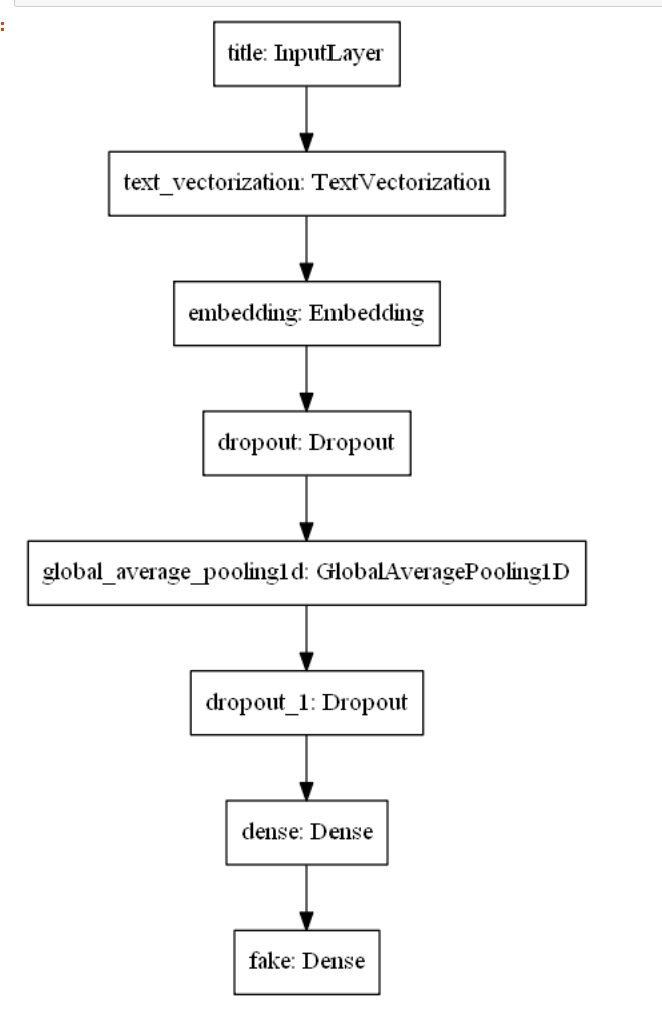 title: InputLayer
text_vectorization: TextVectorization
embedding: Embedding
dropout: Dropout
global_average_pooling1d: GlobalAveragePooling1D
dropout_1: Dropout
dense: Dense
fake: Dense